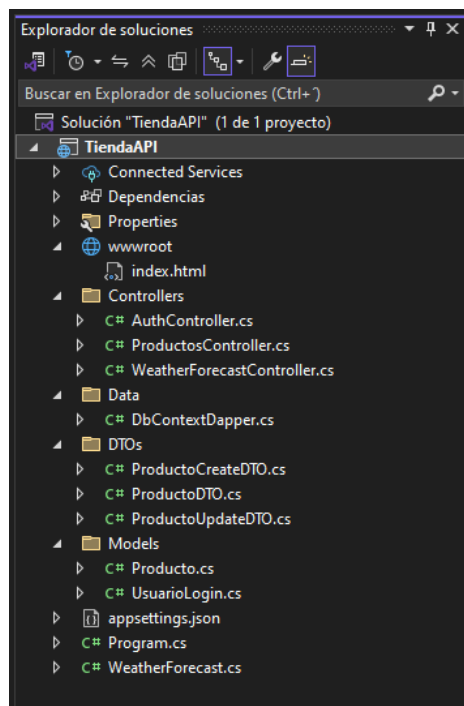 Explorador de soluciones
Buscar en Explorador de soluciones (Ctrl+´)
Solución "TiendaAPI" (1 de 1 proyecto)
TiendaAPI
Connected Services
Dependencias
Properties
wwwroot
index.html
Controllers
C# AuthController.cs
C# ProductosController.cs
C# WeatherForecastController.cs
Data
C# DbContextDapper.cs
DTOs
C# ProductoCreateDTO.cs
C# ProductoDTO.cs
C# ProductoUpdateDTO.cs
Models
C# Producto.cs
C# UsuarioLogin.cs
appsettings.json
C# Program.cs
C# WeatherForecast.cs